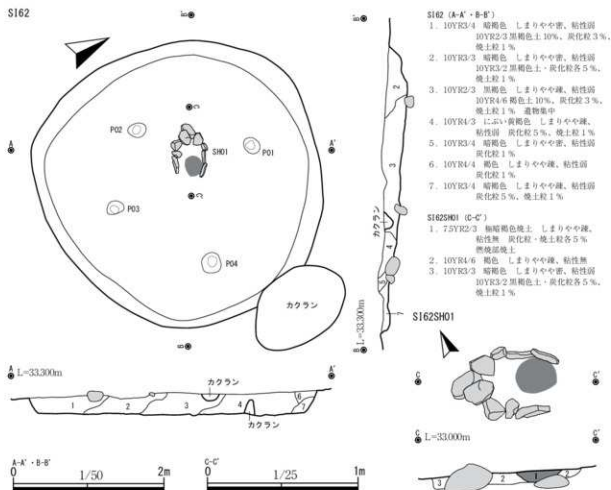 SI62
B'
C
P02
SH01
P01
A
A'
C'
P03
P04
カクラン
B
カクラン
L=33.300m
2
3
4
5
7
SI62 (A-A'・B-B')
1. 10YR3/4 暗褐色 しまりやや密、粘性弱
10YR2/3 黒褐色土10%、炭化粒3%、
焼土粒1%
2. 10YR3/3 暗褐色 しまりやや密、粘性弱
10YR3/2 黒褐色土・炭化粒各5%、
焼土粒1%
3. 10YR2/3 黒褐色 しまりやや疎、粘性弱
10YR4/6 褐色土10%、炭化粒3%、
焼土粒1% 遺物集中
4. 10YR4/3 にぶい黄褐色 しまりやや疎、
粘性弱 炭化粒5%、焼土粒1%
5. 10YR3/4 暗褐色 しまりやや密、粘性弱
炭化粒1%
6. 10YR4/4 褐色 しまりやや疎、粘性弱
炭化粒1%
7. 10YR3/4 暗褐色 しまりやや疎、粘性弱
炭化粒5%、焼土粒1%
SI62SH01 (C-C')
1. 7.5YR2/3 極暗褐色焼土 しまりやや疎、
粘性無 炭化粒・焼土粒各5%
燃焼部焼土
2. 10YR4/6 褐色 しまりやや疎、粘性無
3. 10YR3/3 暗褐色 しまりやや密、粘性弱
10YR3/2 黒褐色土・炭化粒各5%、
焼土粒1%
SI62SH01
C
C'
A
L=33.300m
A'
カクラン
1
2
3
4
6
7
カクラン
C
L=33.000m
C'
3
2
1
2
A-A'・B-B'
0
1/50
2m
C-C'
0
1/25
1m